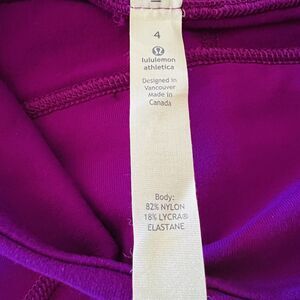 4
lululemon
athletica
Designed in
Vancouver
Made in
Canada
Body:
82% NYLON
18% LYCRA®
ELASTANE